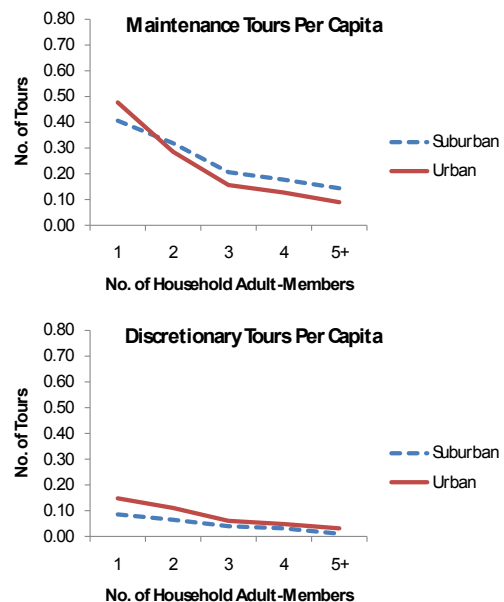 Maintenance Tours Per Capita
0.80
0.70
0.60
0.50
0.40
0.30
0.20
0.10
0.00
No. of Tours
1 2 3 4 5+
No. of Household Adult-Members
Suburban
Urban
Discretionary Tours Per Capita
0.80
0.70
0.60
0.50
0.40
0.30
0.20
0.10
0.00
No. of Tours
1 2 3 4 5+
No. of Household Adult-Members
Suburban
Urban